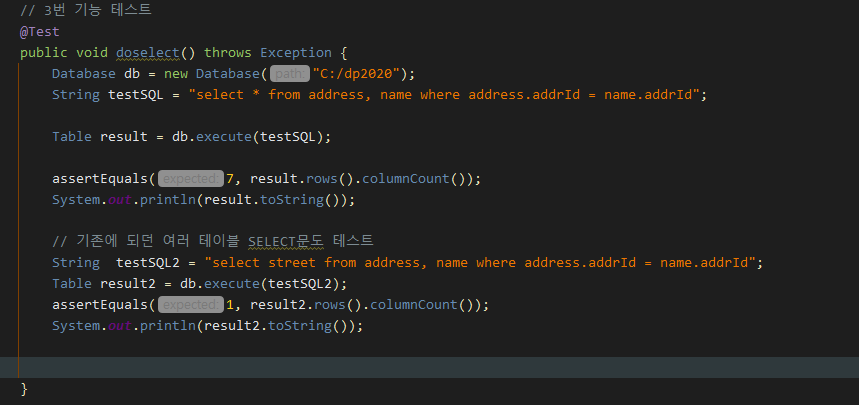 // 3번 기능 테스트
@Test
public void doselect() throws Exception {
Database db = new Database( path: "C:/dp2020");
String testSQL = "select * from address, name where address.addrId = name.addrId";
Table result = db.execute(testSQL);
assertEquals( expected: 7, result.rows().columnCount());
System.out.println(result.toString());
// 기존에 되던 여러 테이블 SELECT문도 테스트
String  testSQL2 = "select street from address, name where address.addrId = name.addrId";
Table result2 = db.execute(testSQL2);
assertEquals( expected: 1, result2.rows().columnCount());
System.out.println(result2.toString());
}